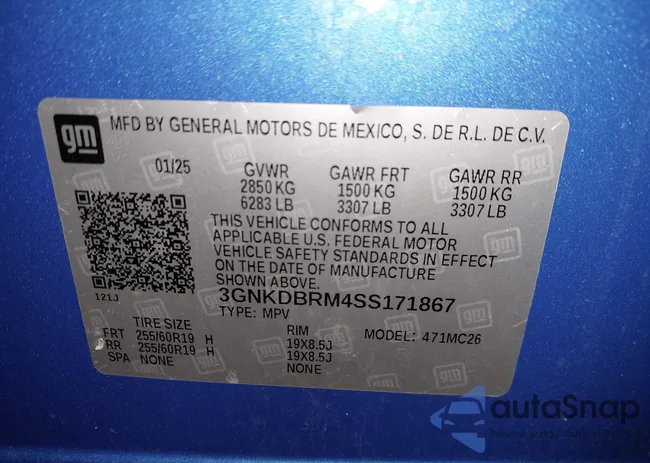 gm MFD BY GENERAL MOTORS DE MEXICO, S. DE R.L. DE C.V.
01/25 GVWR GAWR FRT GAWR RR
2850 KG 1500 KG 1500 KG
6283 LB 3307 LB 3307 LB
THIS VEHICLE CONFORMS TO ALL
APPLICABLE U.S. FEDERAL MOTOR
VEHICLE SAFETY STANDARDS IN EFFECT
ON THE DATE OF MANUFACTURE
SHOWN ABOVE.
121J 3GNKDBRM4SS171867
TYPE: MPV
TIRE SIZE RIM MODEL: 471MC26
FRT 255/60R19 H 19X8.5J
RR 255/60R19 H 19X8.5J
SPA NONE NONE
autoSnap